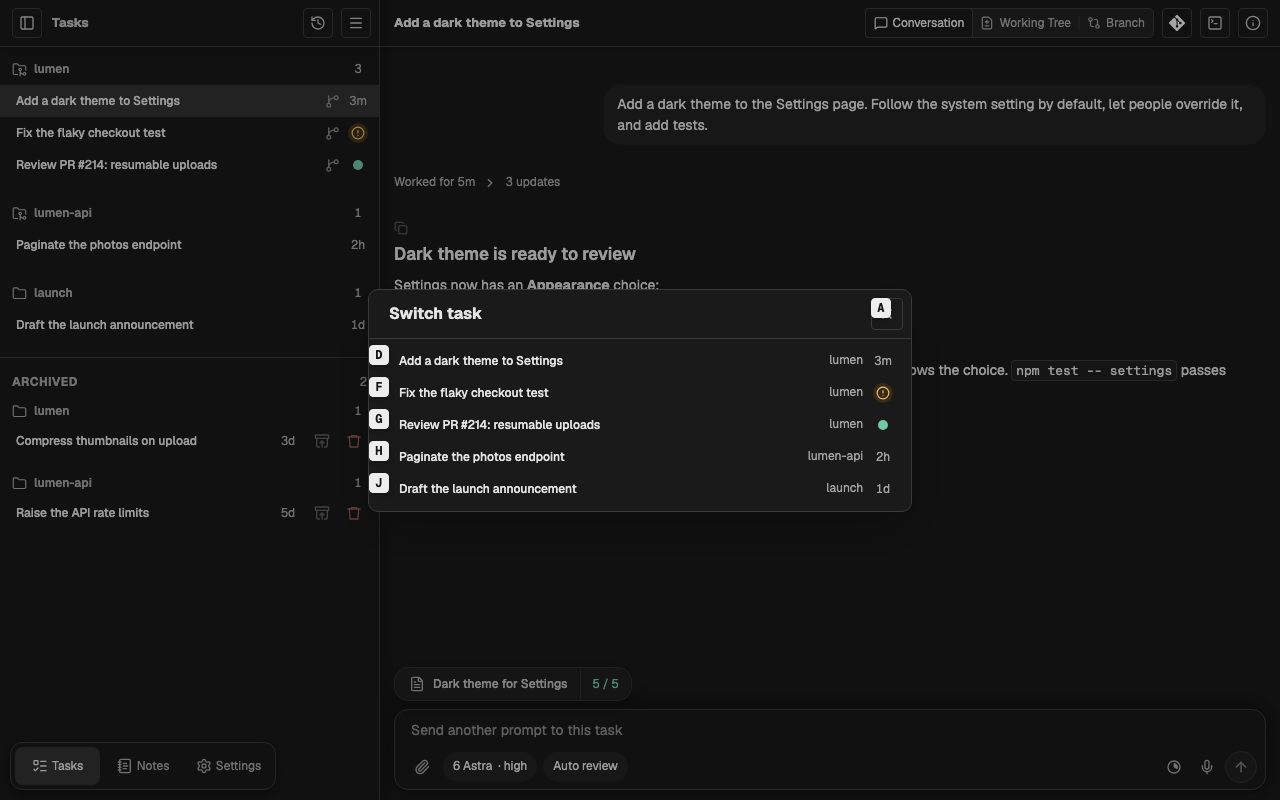 Tasks
Add a dark theme to Settings
Conversation
Working Tree
Branch
lumen 3
Add a dark theme to Settings 3m
Fix the flaky checkout test
Review PR #214: resumable uploads
lumen-api 1
Paginate the photos endpoint 2h
launch 1
Draft the launch announcement 1d
ARCHIVED 2
lumen 1
Compress thumbnails on upload 3d
lumen-api 1
Raise the API rate limits 5d
Tasks
Notes
Settings
Add a dark theme to the Settings page. Follow the system setting by default, let people override it,
and add tests.
Worked for 5m 3 updates
Dark theme is ready to review
Settings now has an Appearance choice:
ows the choice. npm test -- settings passes
Switch task A
D Add a dark theme to Settings lumen 3m
F Fix the flaky checkout test lumen
G Review PR #214: resumable uploads lumen
H Paginate the photos endpoint lumen-api 2h
J Draft the launch announcement launch 1d
Dark theme for Settings 5 / 5
Send another prompt to this task
6 Astra · high Auto review